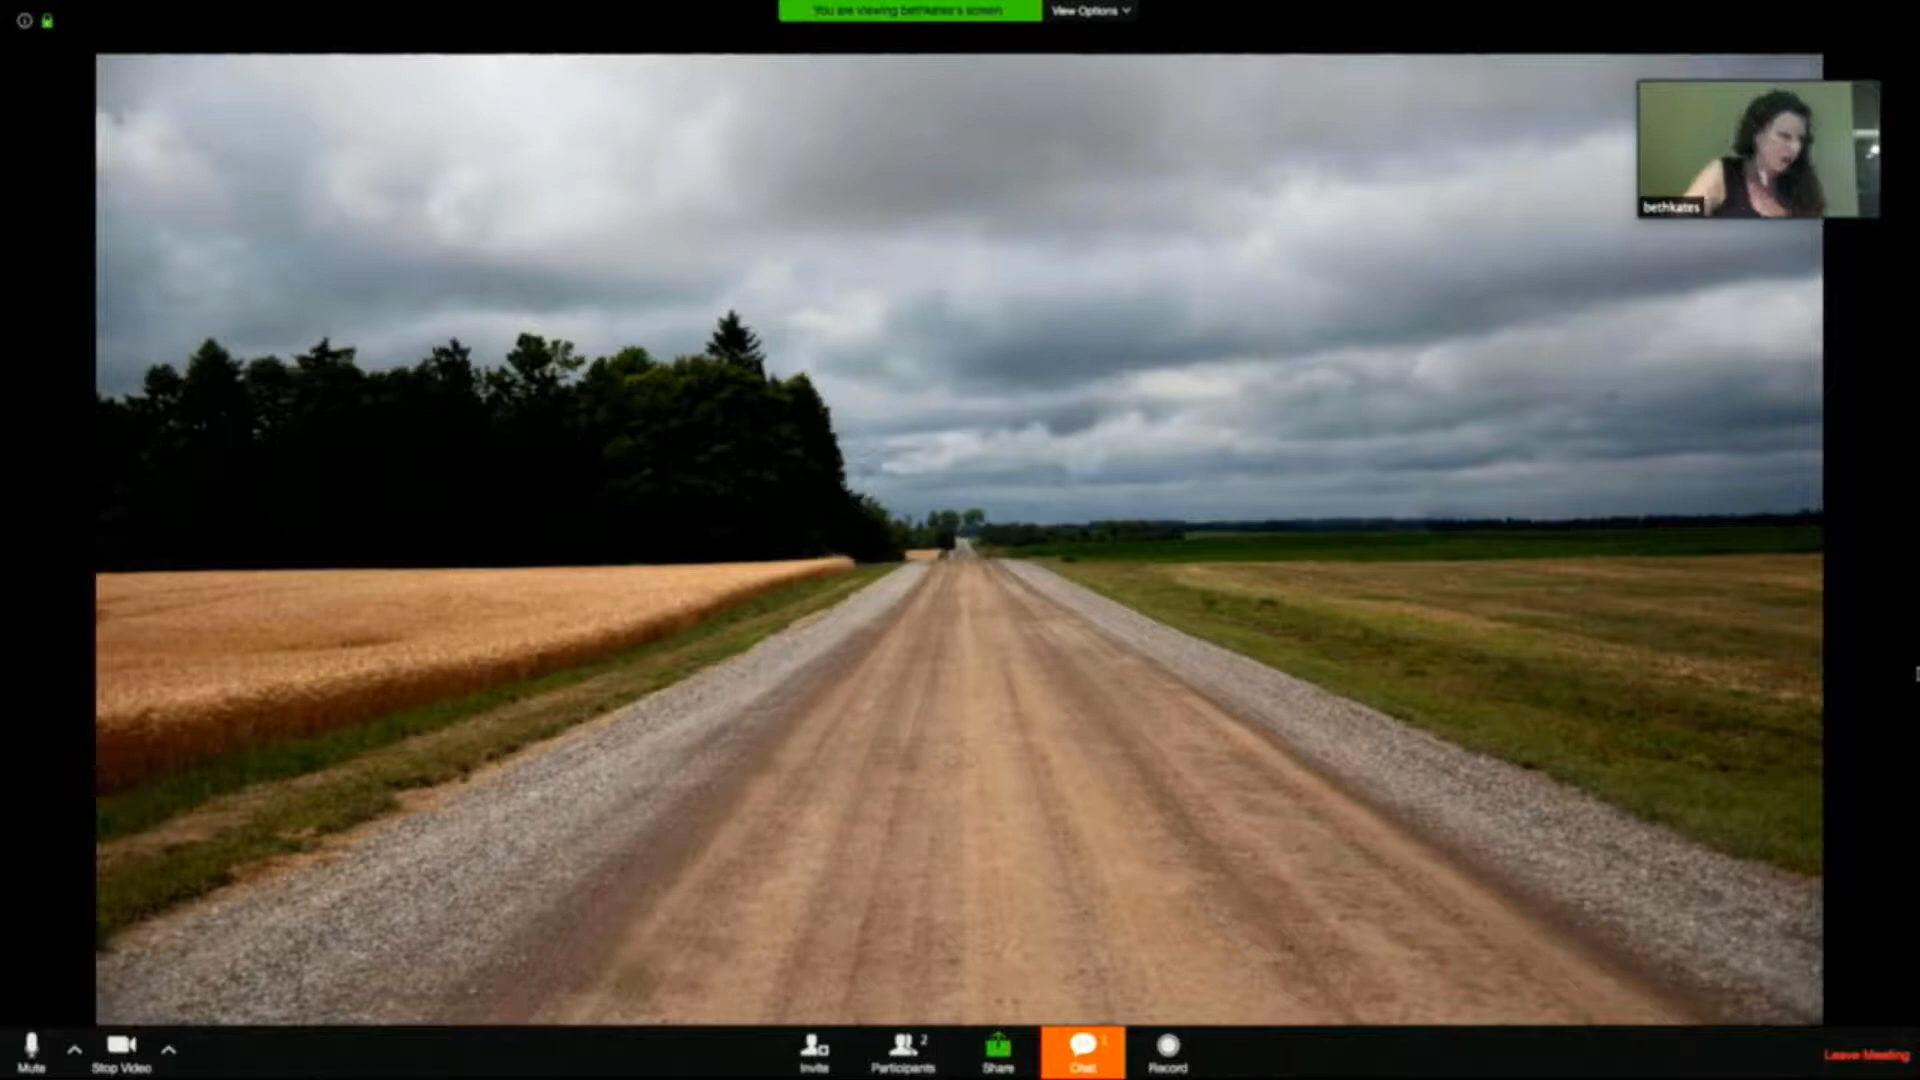 You are viewing bethkates's screen
View Options
bethkates
Mute
Stop Video
Invite
Participants
2
Share
Chat
1
Record
Leave Meeting